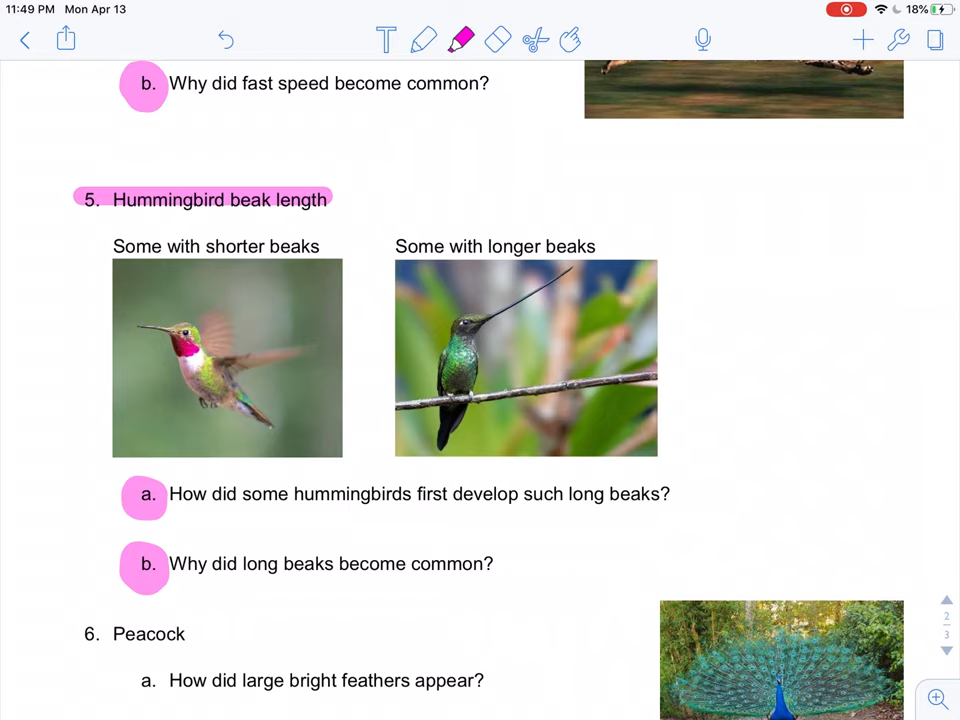 11:49 PM Mon Apr 13
18%
T
b. Why did fast speed become common?
5. Hummingbird beak length
Some with shorter beaks Some with longer beaks
a. How did some hummingbirds first develop such long beaks?
b. Why did long beaks become common?
6. Peacock
a. How did large bright feathers appear?
2
3